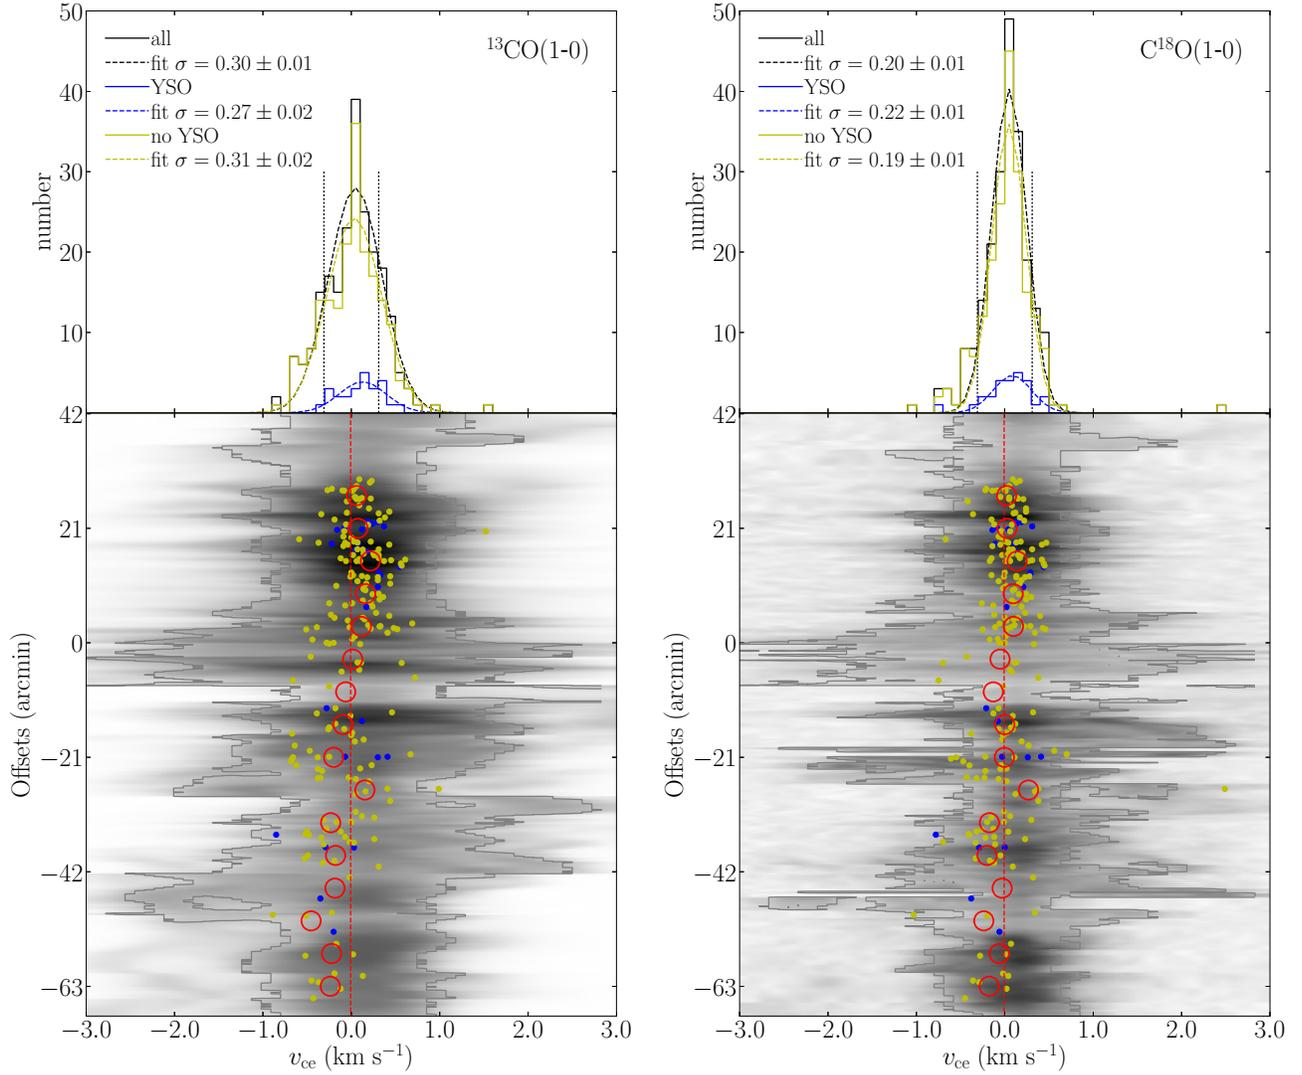 50
40
30
20
10
number
all
fit σ = 0.30 ± 0.01
YSO
fit σ = 0.27 ± 0.02
no YSO
fit σ = 0.31 ± 0.02
¹³CO(1-0)
42
21
0
−21
−42
−63
Offsets (arcmin)
−3.0 −2.0 −1.0 0.0 1.0 2.0 3.0
v_ce (km s⁻¹)
50
40
30
20
10
number
all
fit σ = 0.20 ± 0.01
YSO
fit σ = 0.22 ± 0.01
no YSO
fit σ = 0.19 ± 0.01
C¹⁸O(1-0)
42
21
0
−21
−42
−63
Offsets (arcmin)
−3.0 −2.0 −1.0 0.0 1.0 2.0 3.0
v_ce (km s⁻¹)